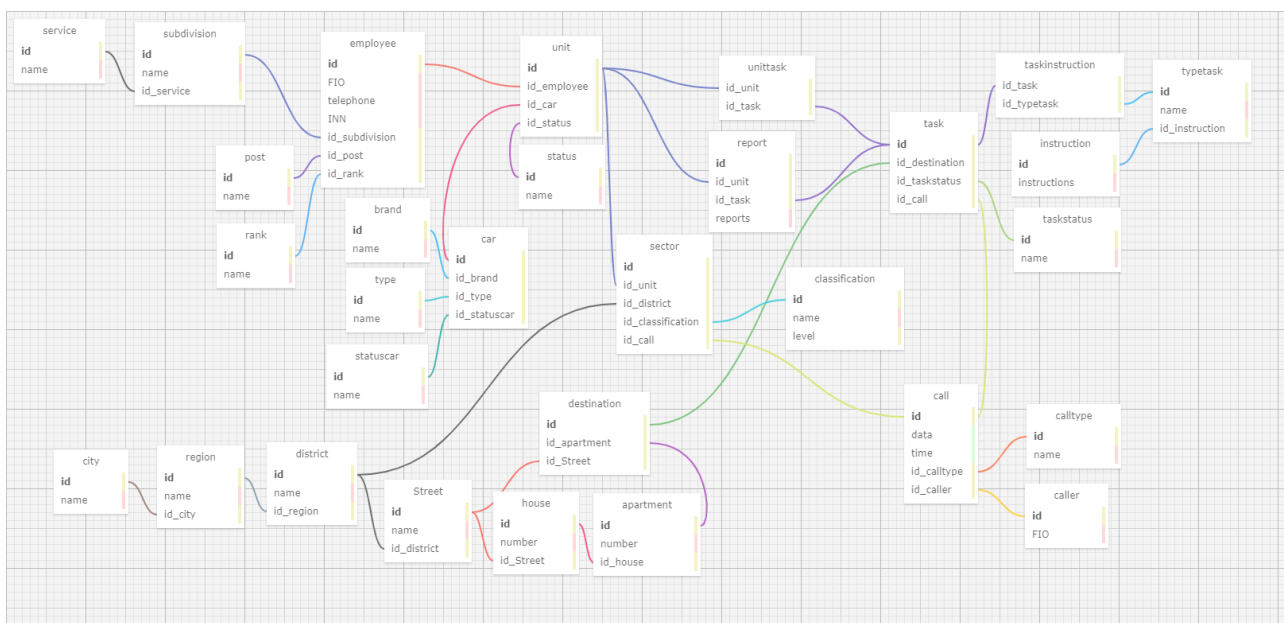 service
id
name
subdivision
id
name
id_service
employee
id
FIO
telephone
INN
id_subdivision
id_post
id_rank
post
id
name
rank
id
name
unit
id
id_employee
id_car
id_status
status
id
name
brand
id
name
type
id
name
statuscar
id
name
car
id
id_brand
id_type
id_statuscar
unittask
id_unit
id_task
report
id
id_unit
id_task
reports
task
id
id_destination
id_taskstatus
id_call
taskinstruction
id_task
id_typetask
typetask
id
name
id_instruction
instruction
id
instructions
taskstatus
id
name
sector
id
id_unit
id_district
id_classification
id_call
classification
id
name
level
destination
id
id_apartment
id_Street
call
id
data
time
id_calltype
id_caller
calltype
id
name
caller
id
FIO
city
id
name
region
id
name
id_city
district
id
name
id_region
Street
id
name
id_district
house
id
number
id_Street
apartment
id
number
id_house